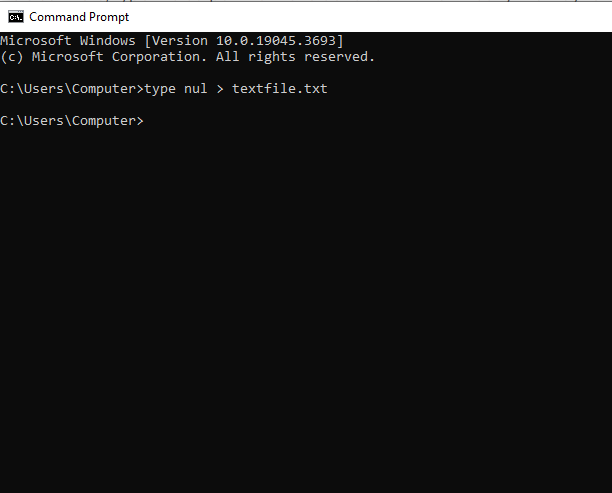 Command Prompt
Microsoft Windows [Version 10.0.19045.3693]
(c) Microsoft Corporation. All rights reserved.
C:\Users\Computer>type nul > textfile.txt
C:\Users\Computer>